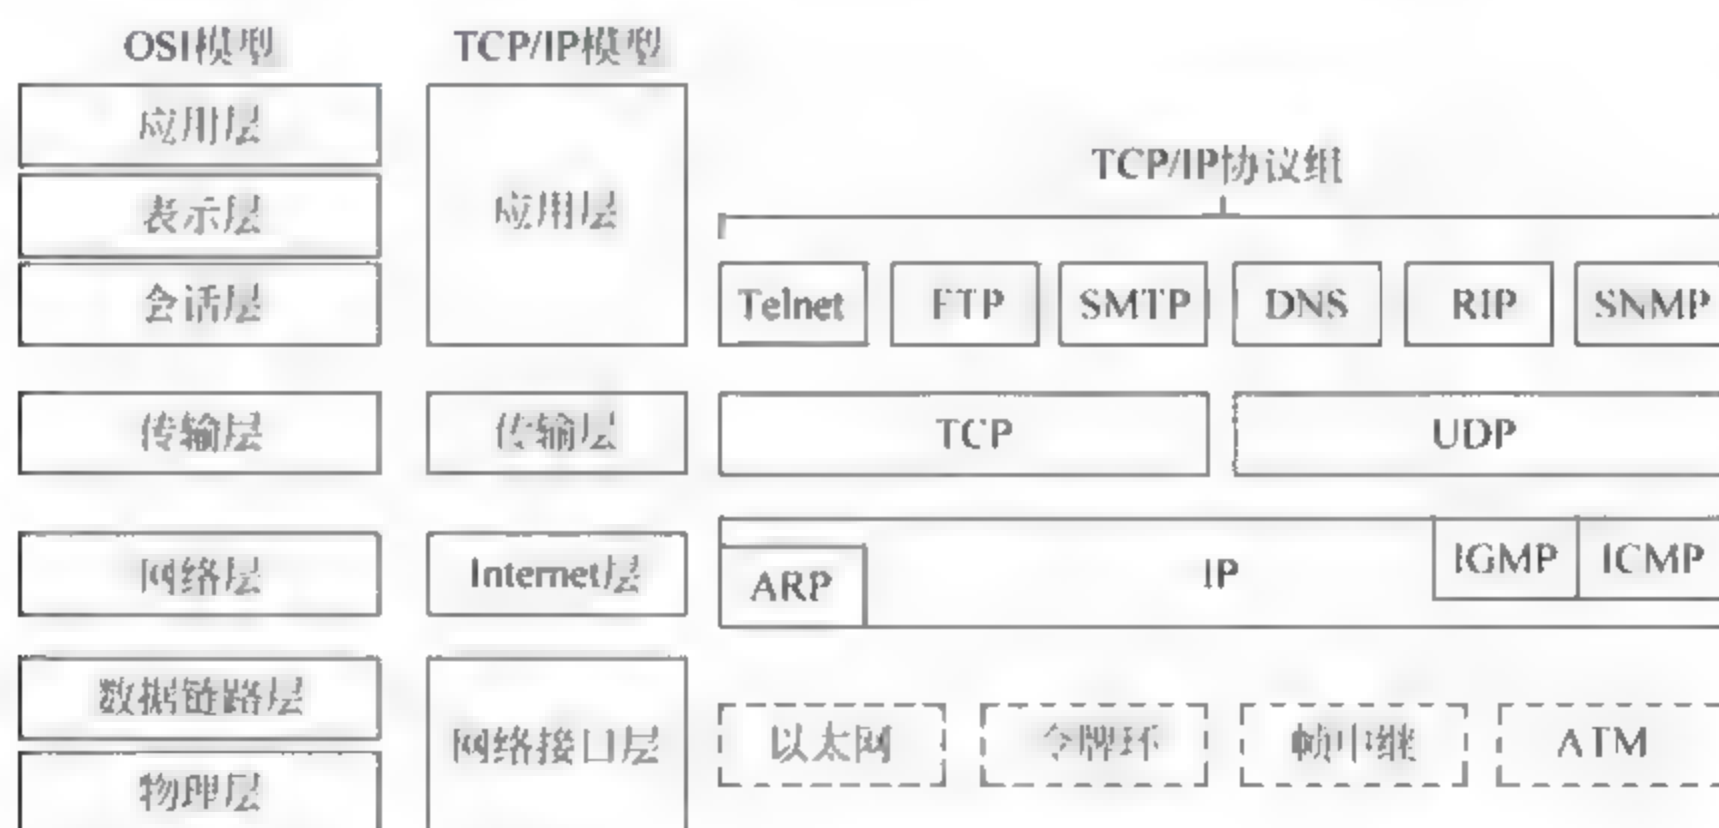 OSI模型
TCP/IP模型
应用层
表示层
会话层
传输层
网络层
数据链路层
物理层
应用层
传输层
Internet层
网络接口层
TCP/IP协议组
Telnet FTP SMTP DNS RIP SNMP
TCP UDP
ARP IP IGMP ICMP
以太网 令牌环 帧中继 ATM